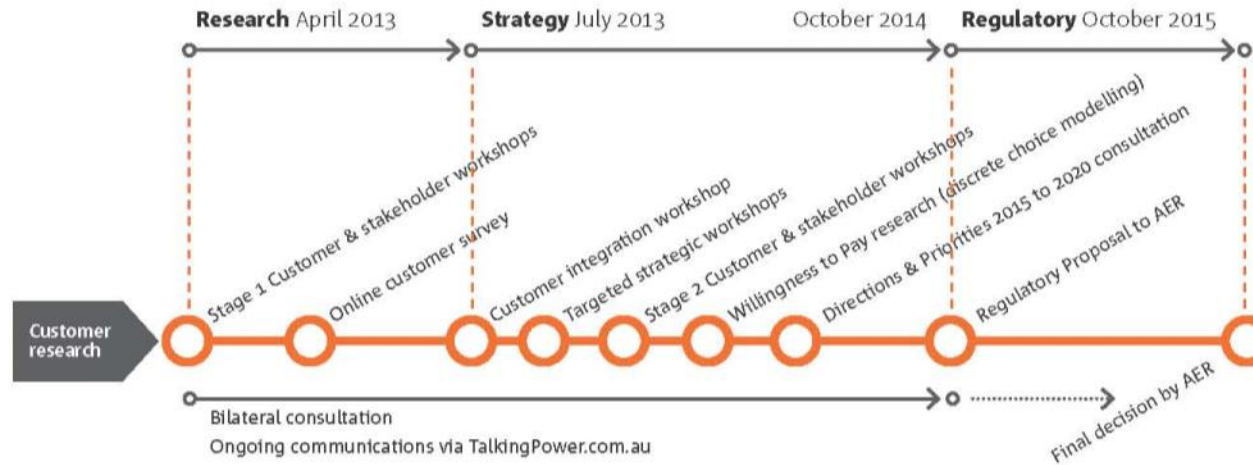 Research April 2013
Strategy July 2013
October 2014
Regulatory October 2015
Stage 1 Customer & stakeholder workshops
Online customer survey
Customer integration workshop
Targeted strategic workshops
Stage 2 Customer & stakeholder workshops
Willingness to Pay research (discrete choice modelling)
Directions & Priorities 2015 to 2020 consultation
Regulatory Proposal to AER
Final decision by AER
Customer
research
Bilateral consultation
Ongoing communications via TalkingPower.com.au